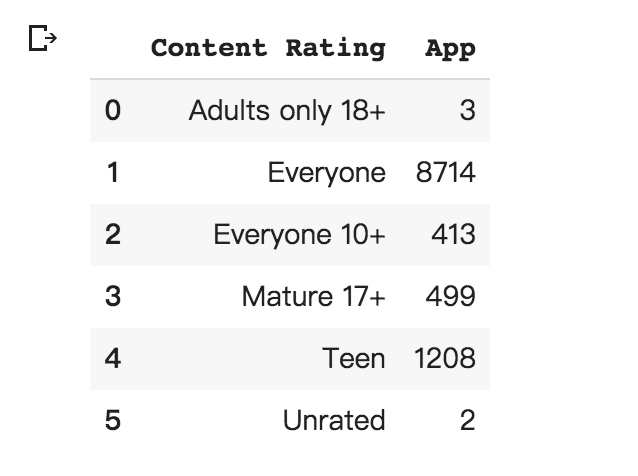 Content Rating App
0 Adults only 18+ 3
1 Everyone 8714
2 Everyone 10+ 413
3 Mature 17+ 499
4 Teen 1208
5 Unrated 2